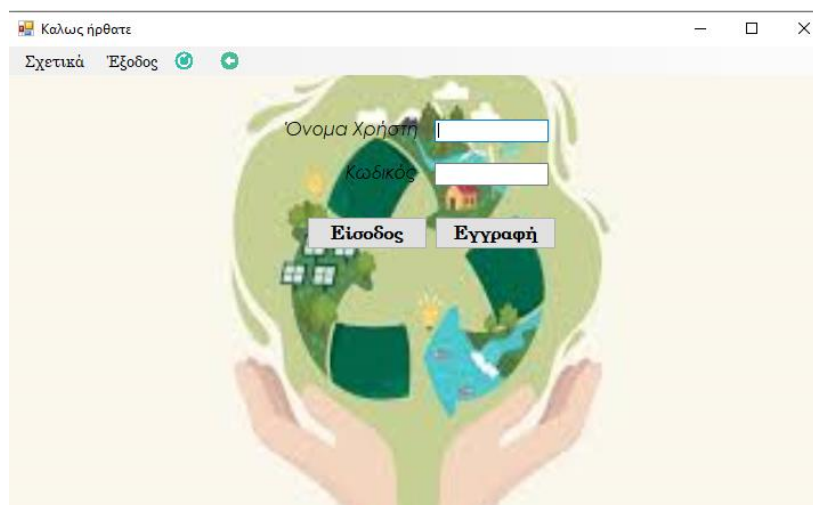 Καλως ήρθατε
Σχετικά Έξοδος
Όνομα Χρήστη
Κωδικός
Είσοδος Εγγραφή